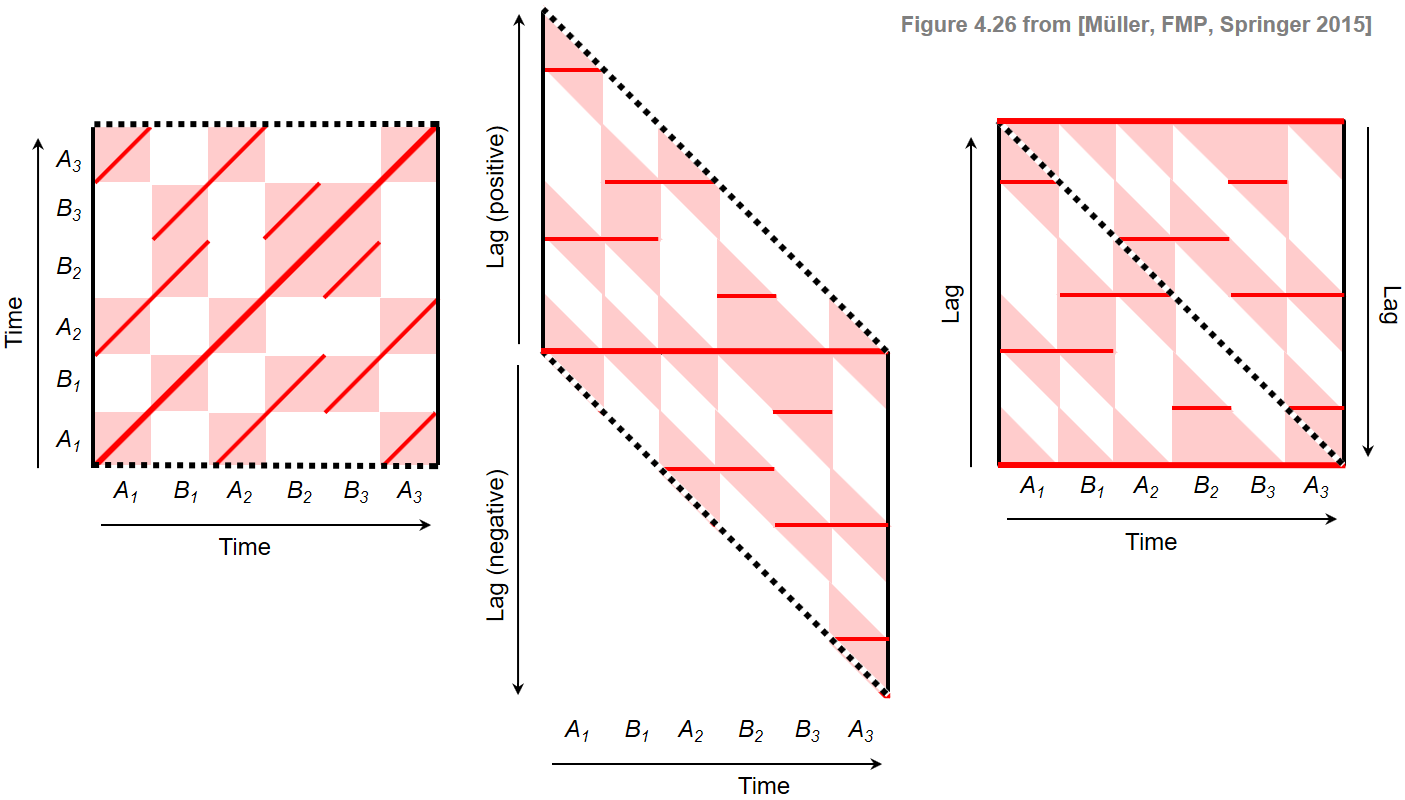 Figure 4.26 from [Müller, FMP, Springer 2015]
Time
A3
B3
B2
A2
B1
A1
A1 B1 A2 B2 B3 A3
Time
Lag (positive)
Lag (negative)
A1 B1 A2 B2 B3 A3
Time
Lag
Lag
A1 B1 A2 B2 B3 A3
Time